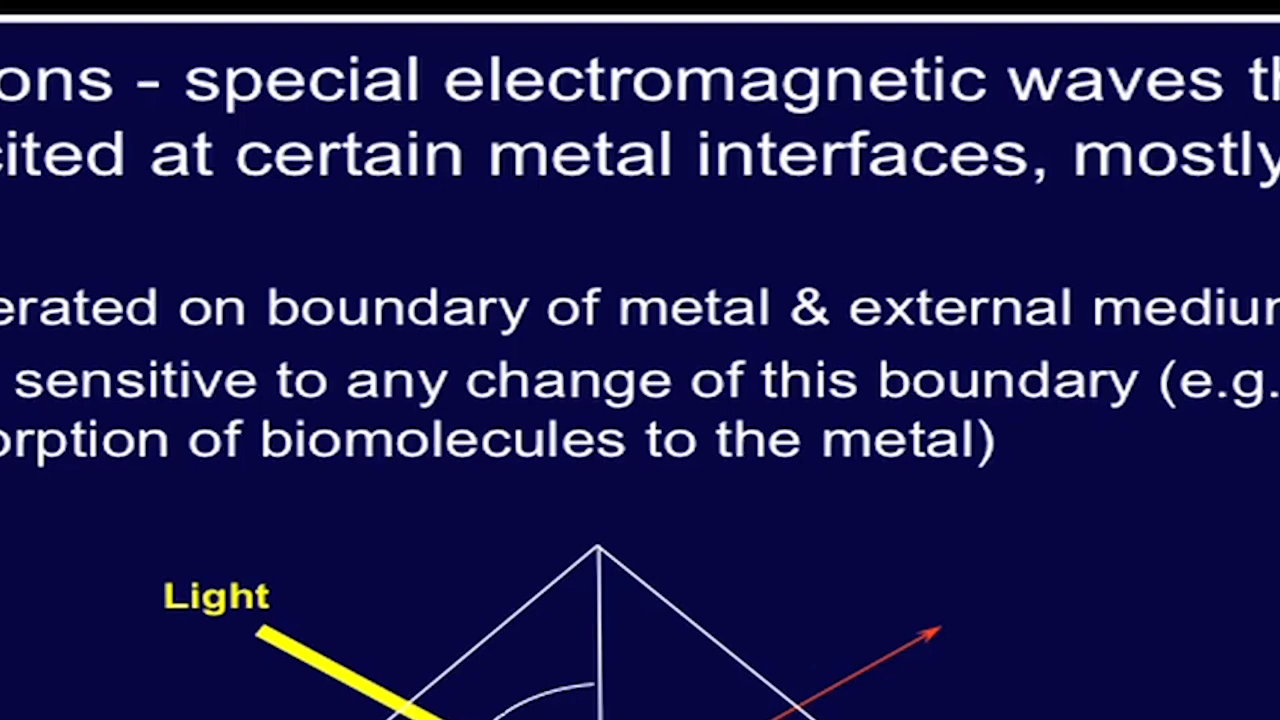 ons - special electromagnetic waves th
cited at certain metal interfaces, mostly
erated on boundary of metal & external medium
sensitive to any change of this boundary (e.g.
orption of biomolecules to the metal)
Light